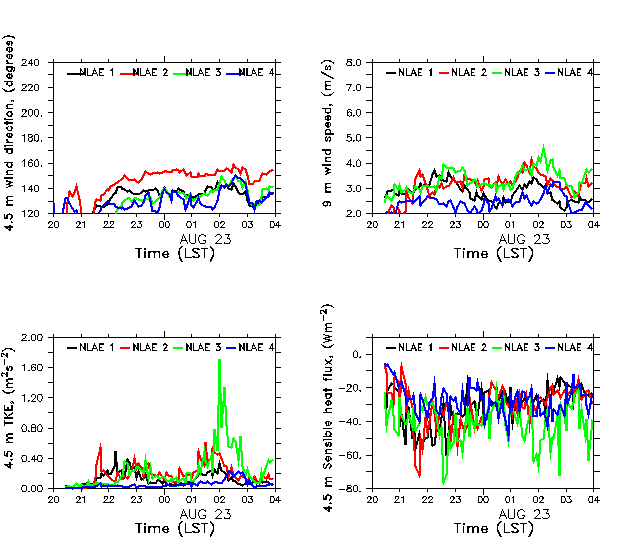 4.5 m wind direction, (degrees)
240
220
200
180.
160
140
120
NLAE 1 NLAE 2 NLAE 3 NLAE 4
20 21 22 23 00 01 02 03 04
AUG 23
Time (LST)
9 m wind speed, (m/s)
8.0
7.0
6.0
5.0
4.0
3.0
2.0
NLAE 1 NLAE 2 NLAE 3 NLAE 4
20 21 22 23 00 01 02 03 04
AUG 23
Time (LST)
4.5 m TKE, (m²s⁻²)
2.00
1.60
1.20
0.80
0.40
0.00
NLAE 1 NLAE 2 NLAE 3 NLAE 4
20 21 22 23 00 01 02 03 04
AUG 23
Time (LST)
4.5 m Sensible heat flux, (Wm⁻²)
0.
-20.
-40.
-60.
-80.
NLAE 1 NLAE 2 NLAE 3 NLAE 4
20 21 22 23 00 01 02 03 04
AUG 23
Time (LST)